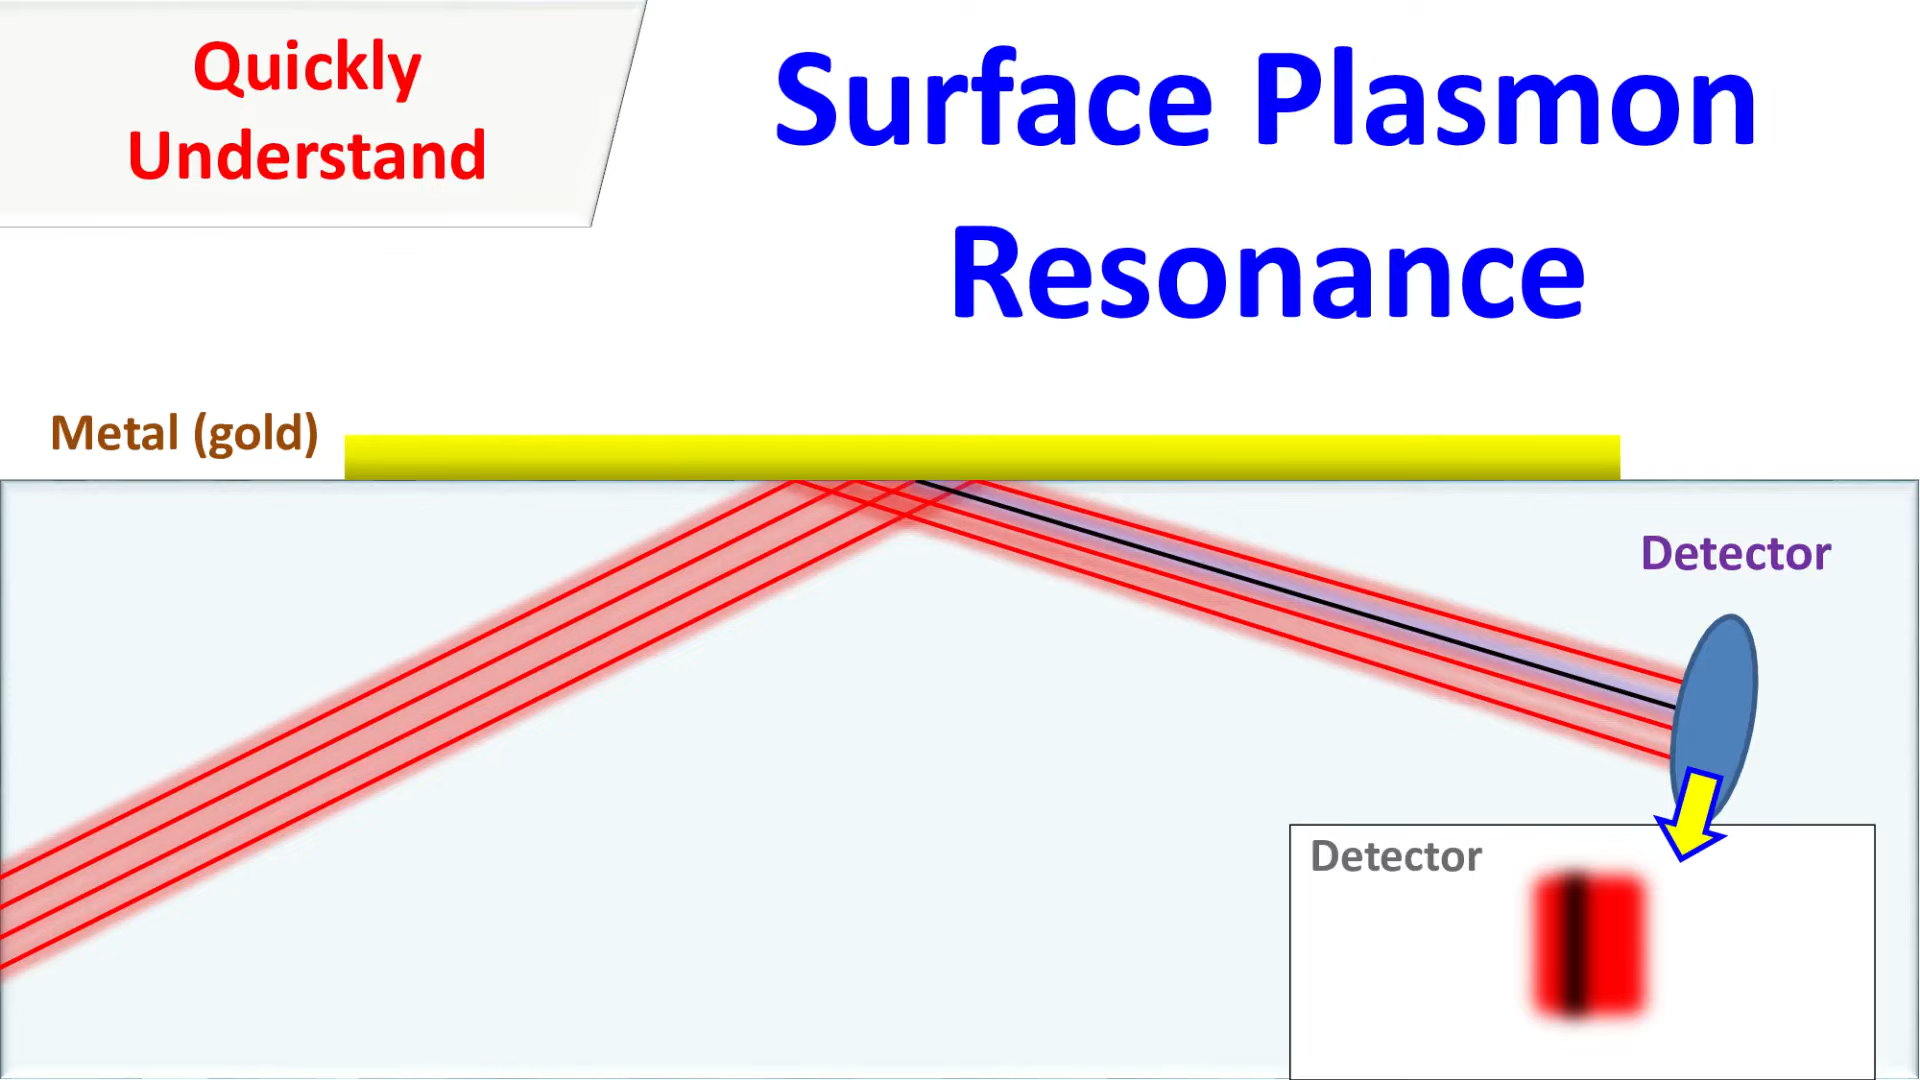 Quickly
Understand
Surface Plasmon
Resonance
Metal (gold)
Detector
Detector